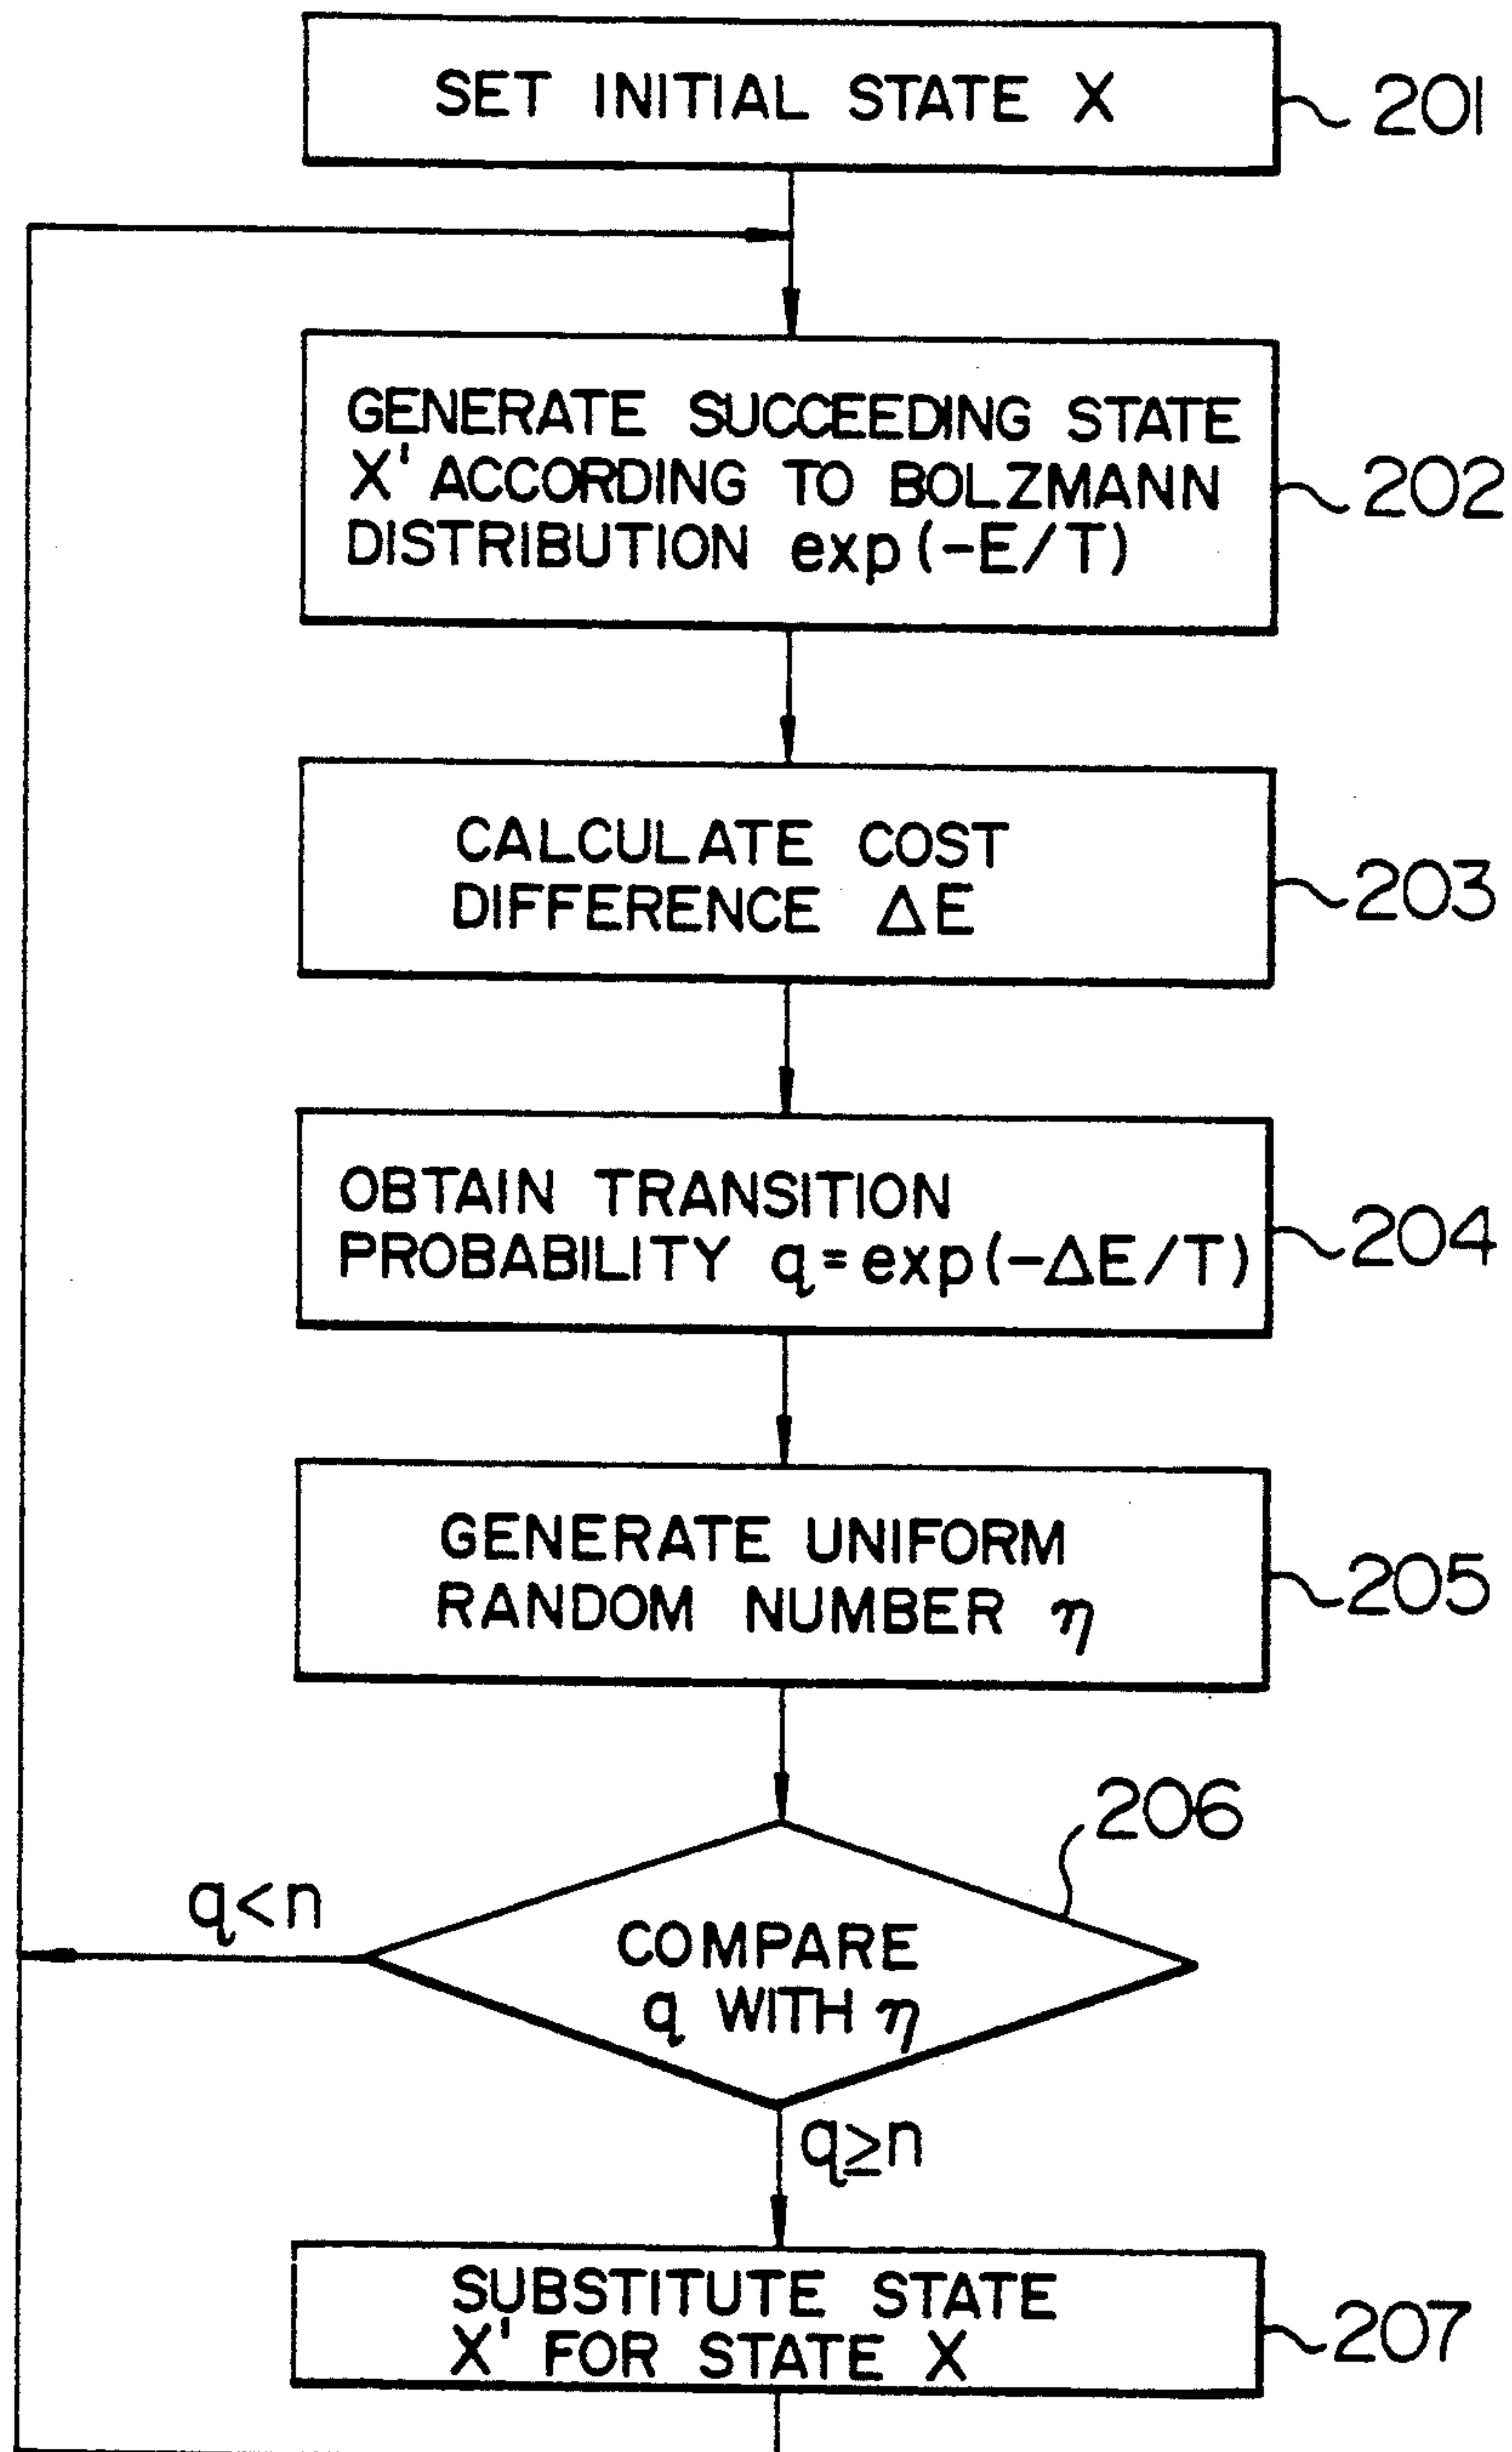 SET INITIAL STATE X
201
GENERATE SUCCEEDING STATE
X' ACCORDING TO BOLZMANN
DISTRIBUTION exp(-E/T)
202
CALCULATE COST
DIFFERENCE ΔE
203
OBTAIN TRANSITION
PROBABILITY q=exp(-ΔE/T)
204
GENERATE UNIFORM
RANDOM NUMBER η
205
206
q<n
COMPARE
q WITH η
q≥n
SUBSTITUTE STATE
X' FOR STATE X
207